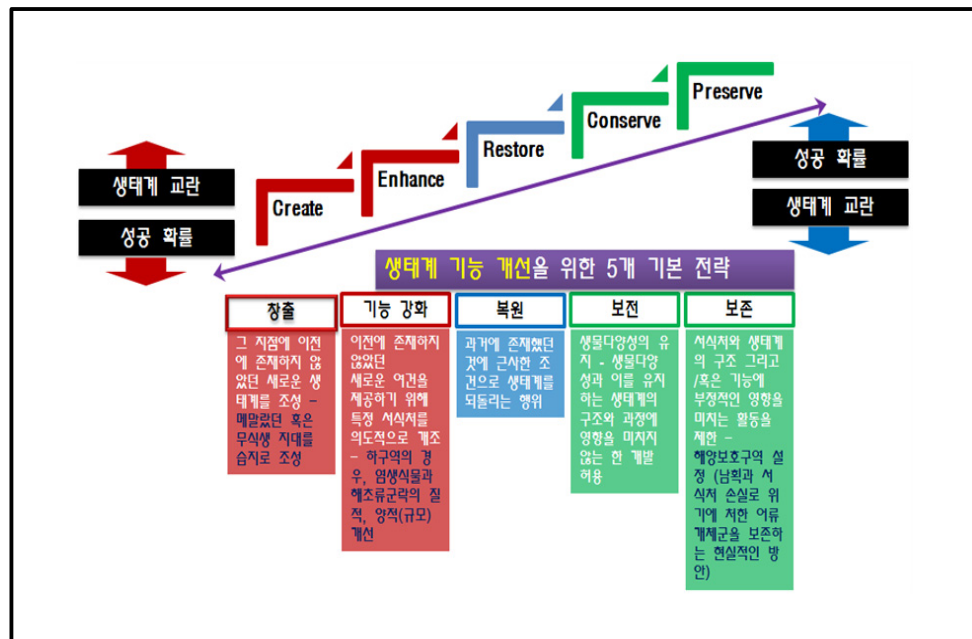 Preserve
Conserve
Restore
Enhance
Create
생태계 교란
성공 확률
성공 확률
생태계 교란
생태계 기능 개선을 위한 5개 기본 전략
창출
그 지점에 이전
에 존재하지 않
았던 새로운 생
태계를 조성 –
메말랐던 혹은
무식생 지대를
습지로 조성
기능 강화
이전에 존재하지
않았던
새로운 여건을
제공하기 위해
특정 서식처를
의도적으로 개조
– 하구역의 경
우, 염생식물과
해초류군락의 질
적, 양적(규모)
개선
복원
과거에 존재했던
것에 근사한 조
건으로 생태계를
되돌리는 행위
보전
생물다양성의 유
지 - 생물다양
성과 이를 유지
하는 생태계의
구조와 과정에
영향을 미치지
않는 한 개발
허용
보존
서식처와 생태계
의 구조 그리고
/혹은 기능에
부정적인 영향을
미치는 활동을
제한 –
해양보호구역 설
정 (남획과 서
식처 손실로 위
기에 처한 어류
개체군을 보존하
는 현실적인 방
안)